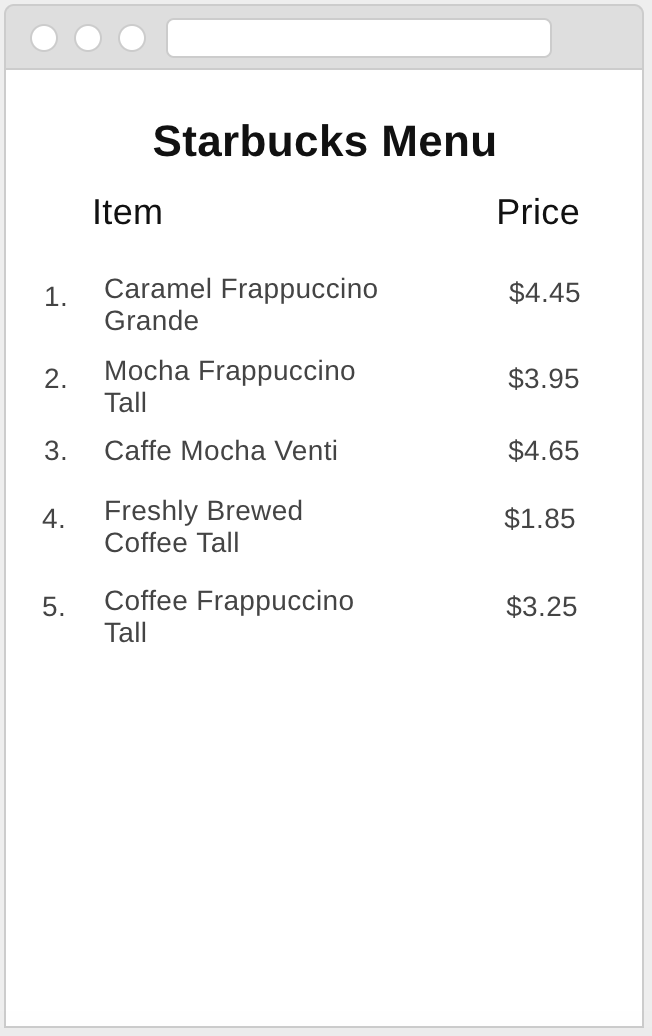 Starbucks Menu
Item Price
1. Caramel Frappuccino $4.45
Grande
2. Mocha Frappuccino $3.95
Tall
3. Caffe Mocha Venti $4.65
4. Freshly Brewed $1.85
Coffee Tall
5. Coffee Frappuccino $3.25
Tall